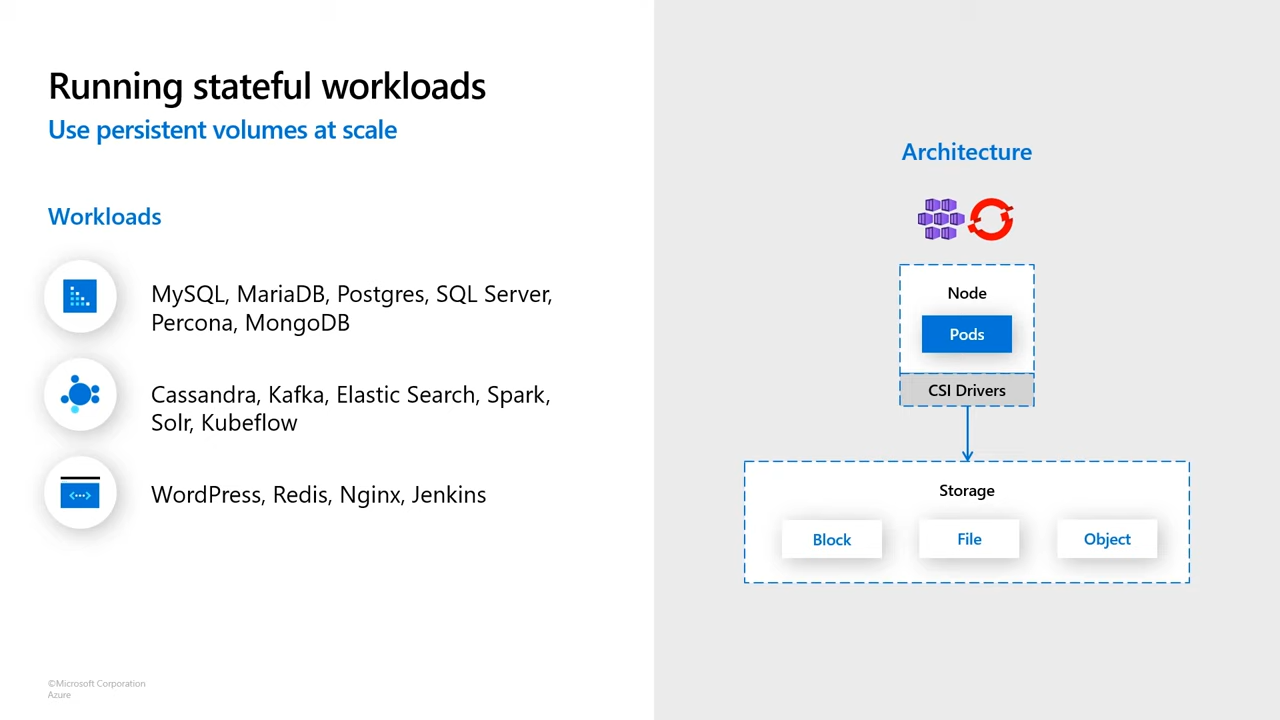 Running stateful workloads
Use persistent volumes at scale
Workloads
MySQL, MariaDB, Postgres, SQL Server,
Percona, MongoDB
Cassandra, Kafka, Elastic Search, Spark,
Solr, Kubeflow
WordPress, Redis, Nginx, Jenkins
©Microsoft Corporation
Azure
Architecture
Node
Pods
CSI Drivers
Storage
Block
File
Object